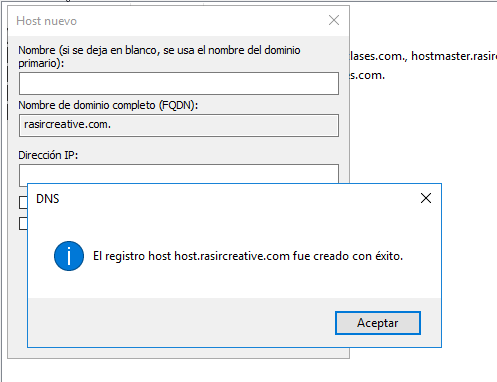 Host nuevo
Nombre (si se deja en blanco, se usa el nombre del dominio
primario):
clases.com., hostmaster.rasirc
s.com.
Nombre de dominio completo (FQDN):
rasircreative.com.
Dirección IP:
DNS
El registro host host.rasircreative.com fue creado con éxito.
Aceptar